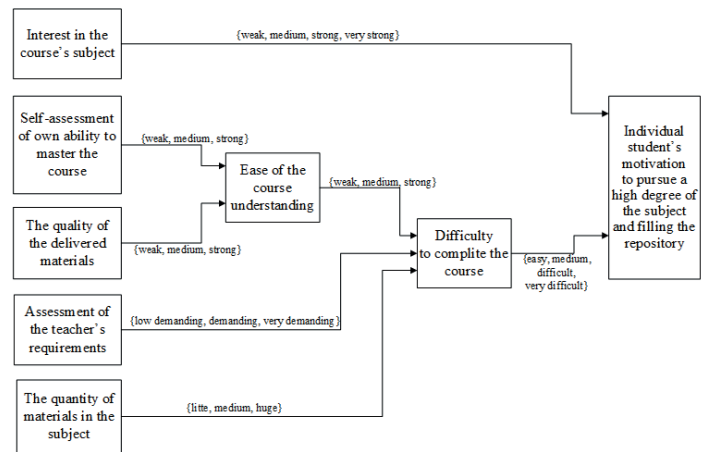 Interest in the
course's subject
{weak, medium, strong, very strong}
Self-assessment
of own ability to
master the
course
{weak, medium, strong}
Ease of the
course
understanding
{weak, medium, strong}
The quality of
the delivered
materials
{weak, medium, strong}
Individual
student's
motivation
to pursue a
high degree of
the subject
and filling the
repository
Difficulty
to complite the
course
{easy, medium,
difficult,
very difficult}
Assessment of
the teacher's
requirements
{low demanding, demanding, very demanding}
The quantity of
materials in the
subject
{litte, medium, huge}